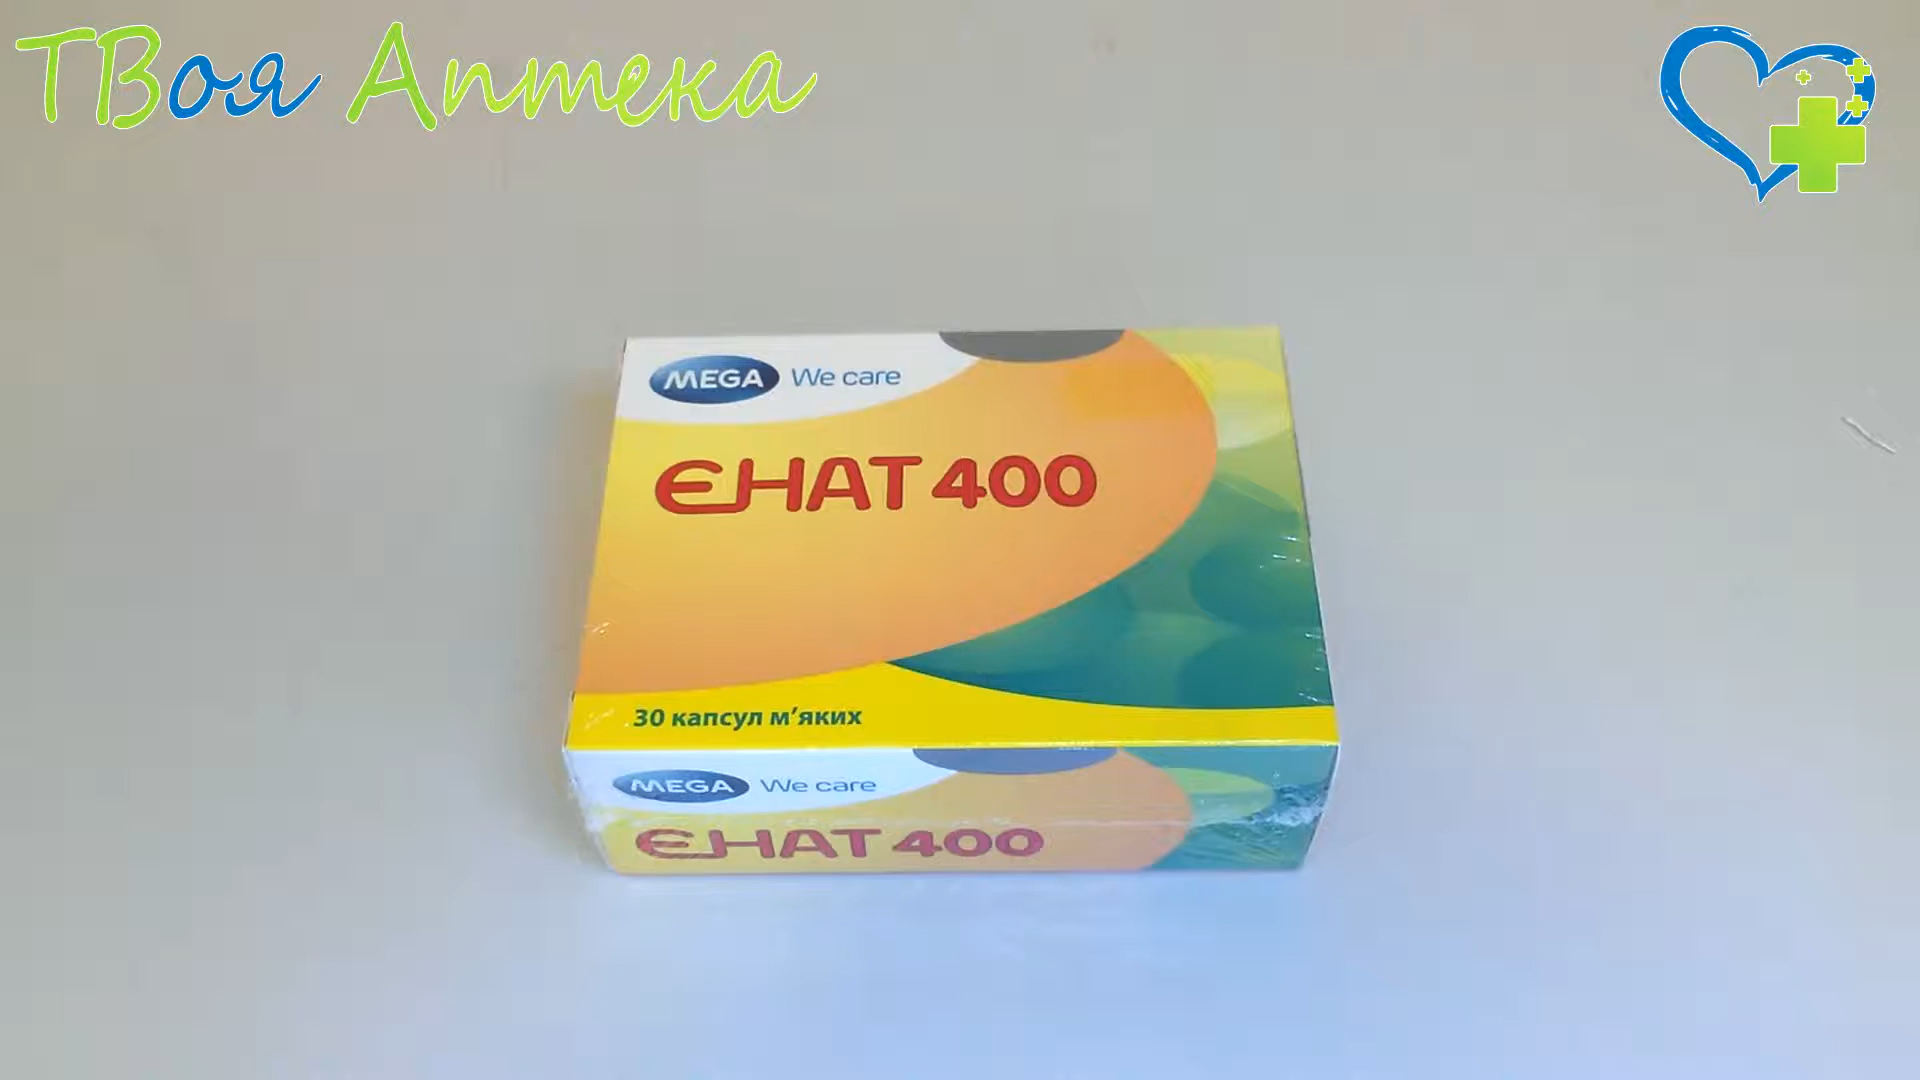 ТВоя Аптека
MEGA We care
ЄНАТ 400
30 капсул м’яких
MEGA We care
ЄНАТ 400